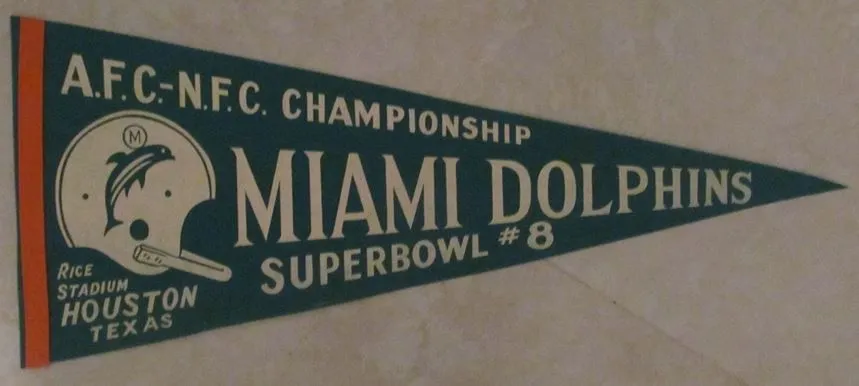 A.F.C.-N.F.C. CHAMPIONSHIP
M
MIAMI DOLPHINS
SUPERBOWL #8
RICE
STADIUM
HOUSTON
TEXAS